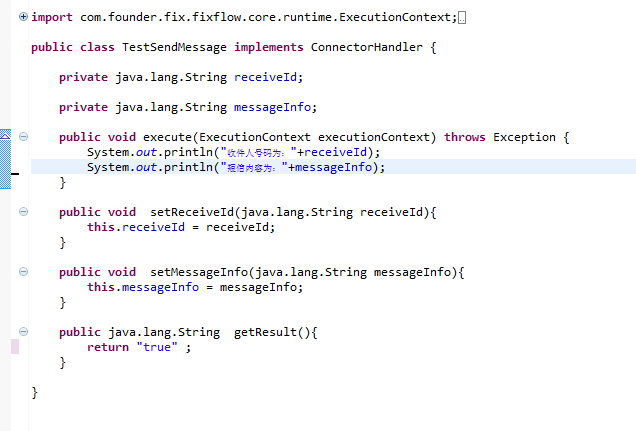 import com.founder.fix.fixflow.core.runtime.ExecutionContext;
public class TestSendMessage implements ConnectorHandler {
private java.lang.String receiveId;
private java.lang.String messageInfo;
public void execute(ExecutionContext executionContext) throws Exception {
System.out.println("收件人号码为："+receiveId);
System.out.println("短信内容为："+messageInfo);
}
public void  setReceiveId(java.lang.String receiveId){
this.receiveId = receiveId;
}
public void  setMessageInfo(java.lang.String messageInfo){
this.messageInfo = messageInfo;
}
public java.lang.String  getResult(){
return "true" ;
}
}